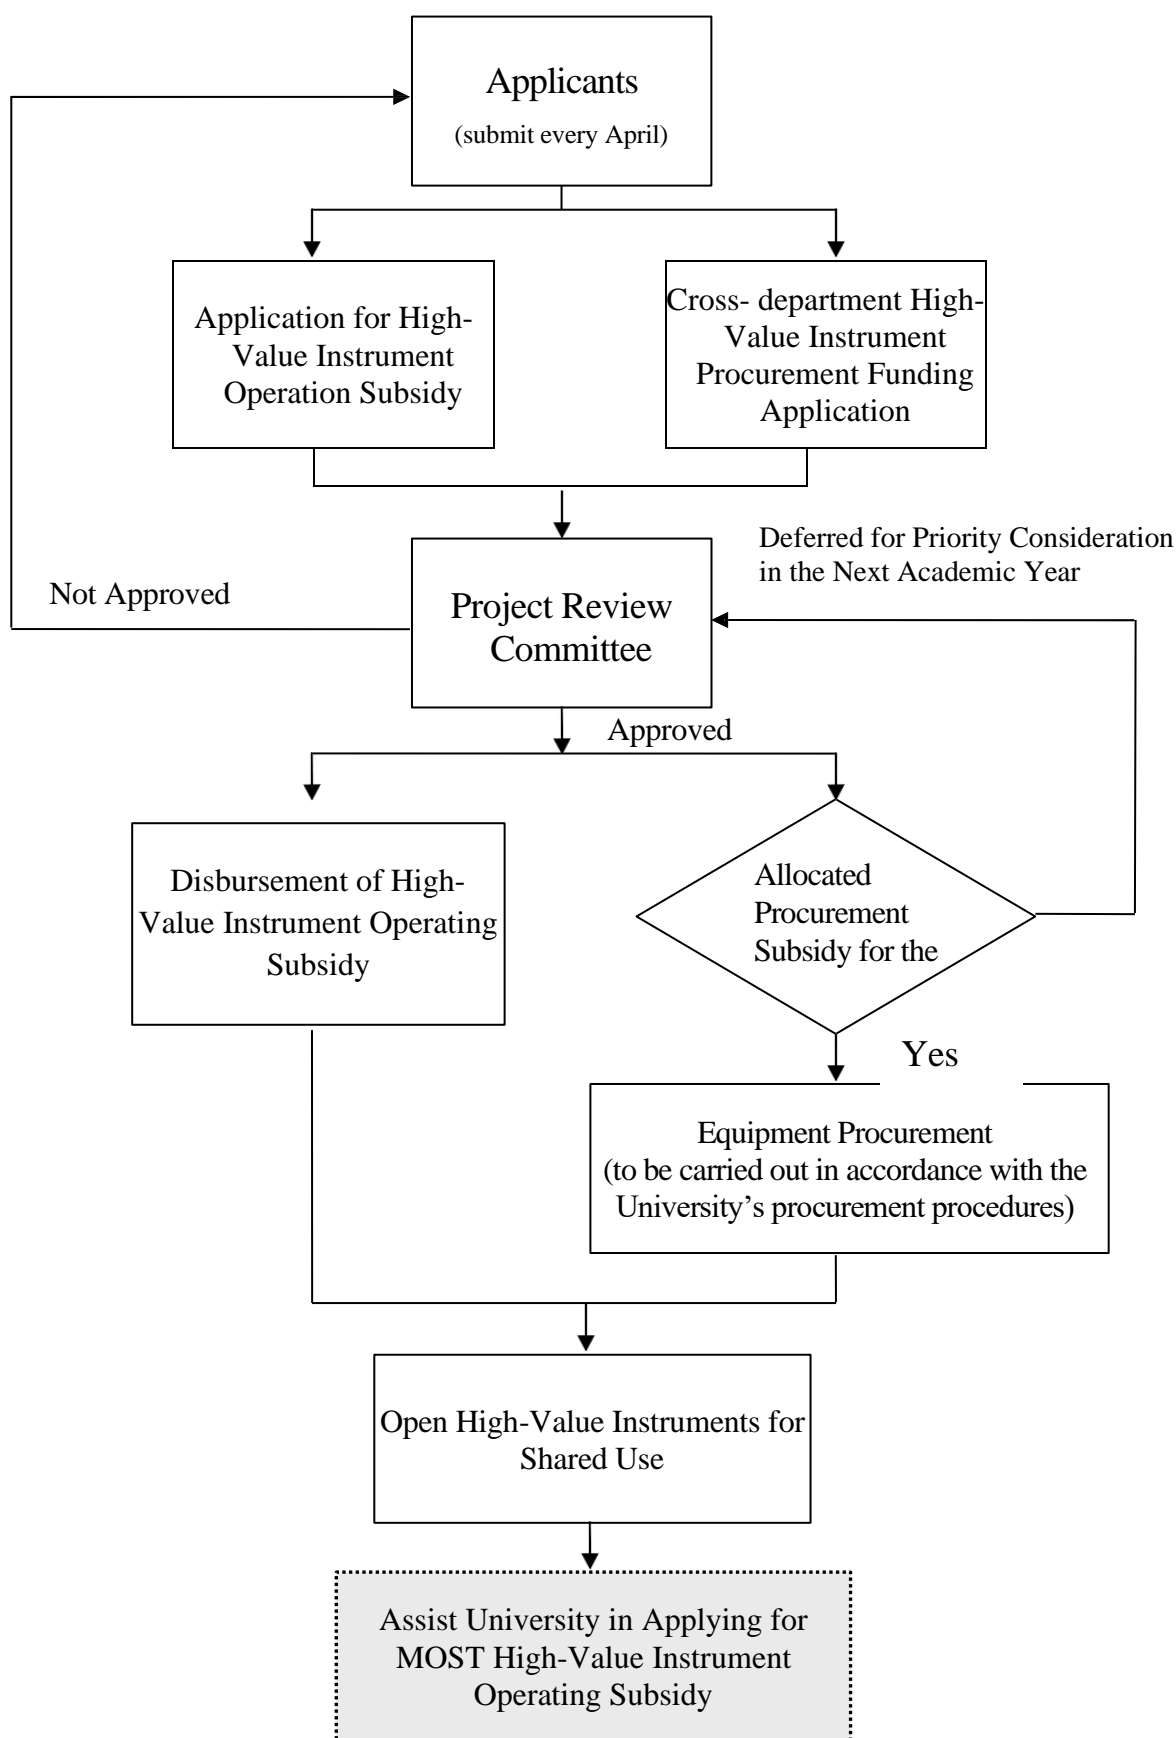 Applicants
(submit every April)
Application for High-
Value Instrument
Operation Subsidy
Cross- department High-
Value Instrument
Procurement Funding
Application
Deferred for Priority Consideration
in the Next Academic Year
Not Approved
Project Review
Committee
Approved
Disbursement of High-
Value Instrument Operating
Subsidy
Allocated
Procurement
Subsidy for the
Yes
Equipment Procurement
(to be carried out in accordance with the
University’s procurement procedures)
Open High-Value Instruments for
Shared Use
Assist University in Applying for
MOST High-Value Instrument
Operating Subsidy